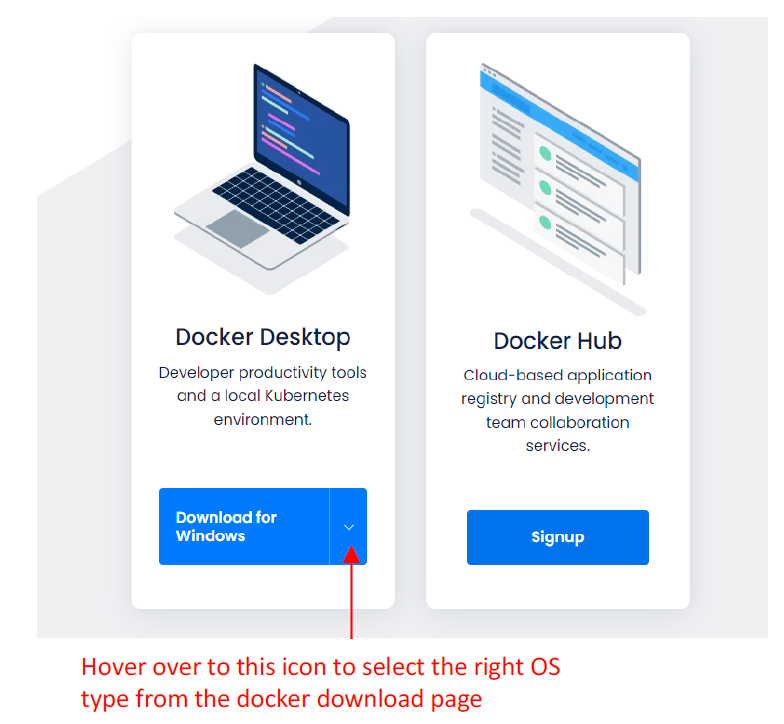 Docker Desktop
Developer productivity tools
and a local Kubernetes
environment.
Download for
Windows
Docker Hub
Cloud-based application
registry and development
team collaboration
services.
Signup
Hover over to this icon to select the right OS
type from the docker download page